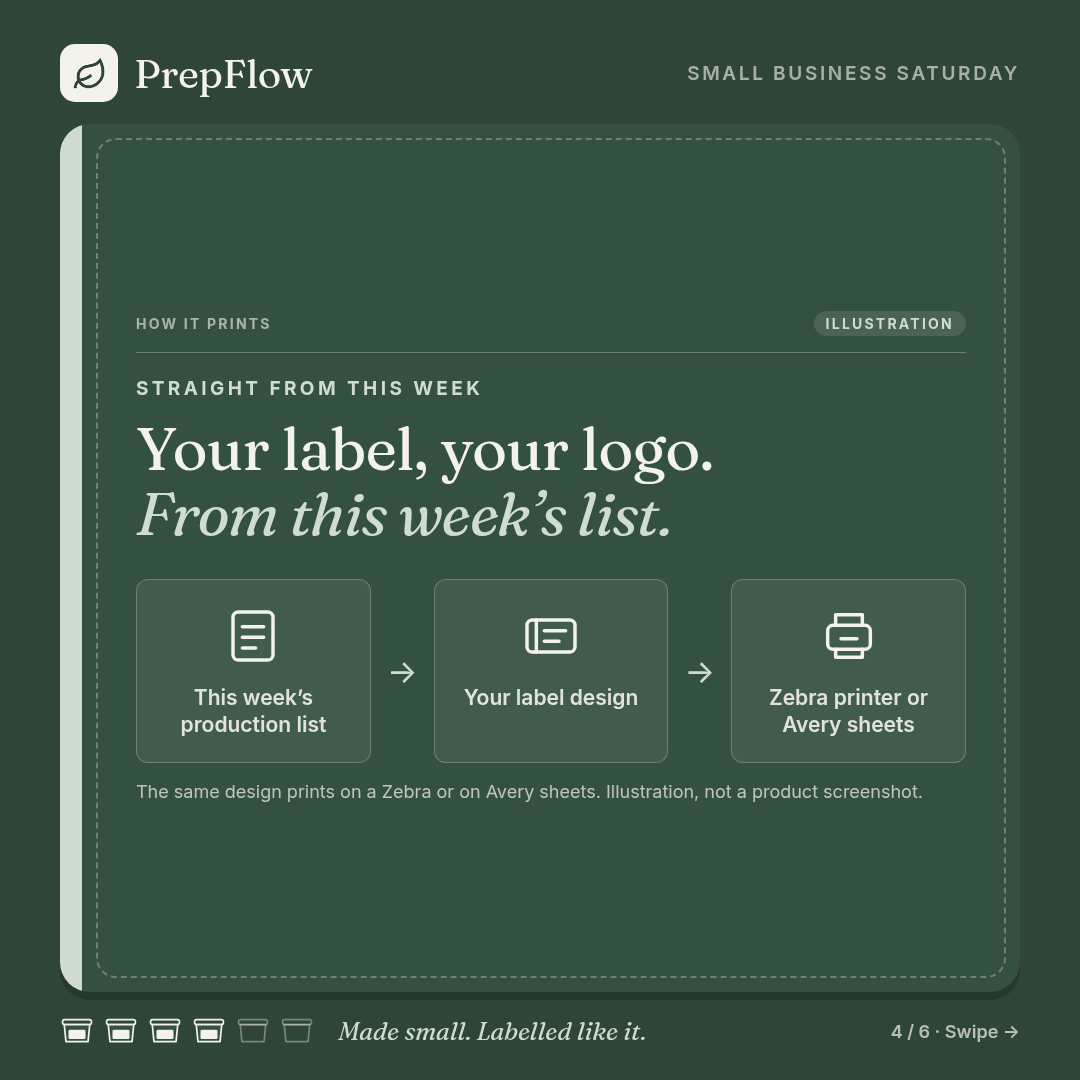 PrepFlow
SMALL BUSINESS SATURDAY
HOW IT PRINTS
ILLUSTRATION
STRAIGHT FROM THIS WEEK
Your label, your logo.
From this week’s list.
This week’s
production list
→
Your label design
→
Zebra printer or
Avery sheets
The same design prints on a Zebra or on Avery sheets. Illustration, not a product screenshot.
Made small. Labelled like it.
4 / 6 · Swipe →